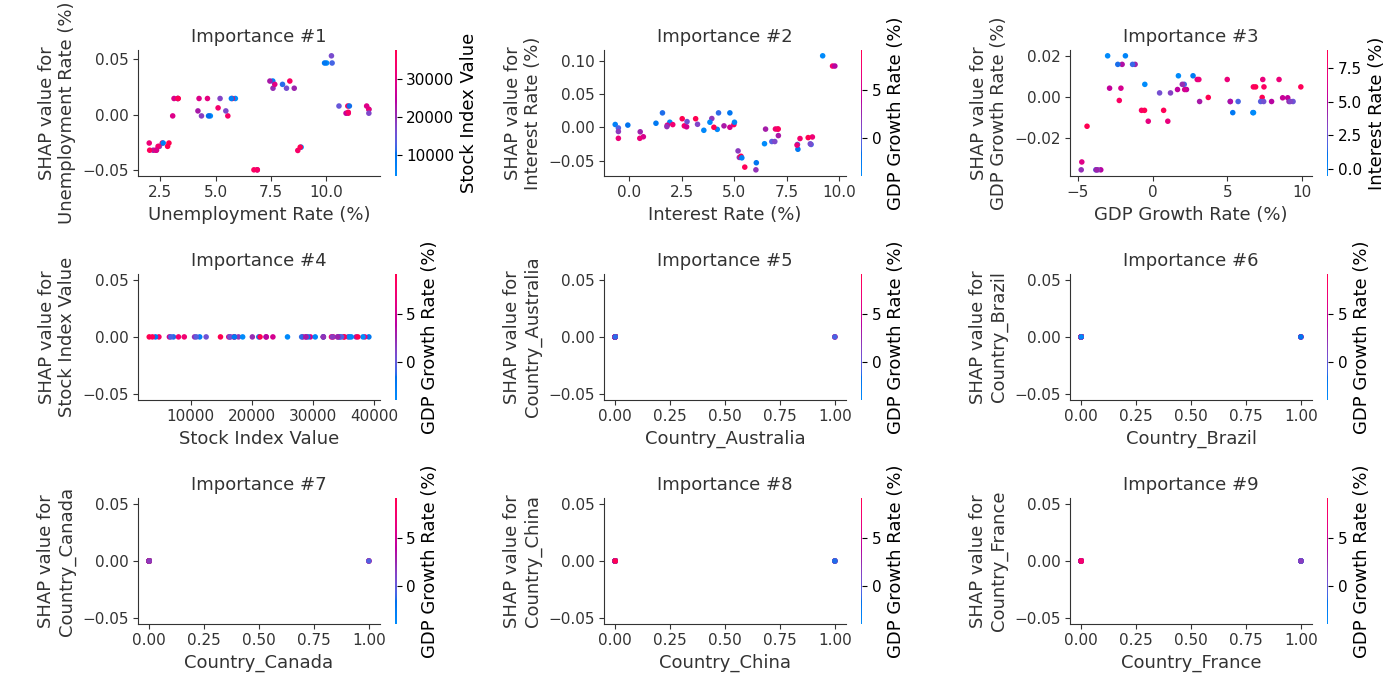 Importance #1
SHAP value for
Unemployment Rate (%)
0.05
0.00
−0.05
2.5 5.0 7.5 10.0
Unemployment Rate (%)
30000
20000
10000
Stock Index Value
Importance #2
SHAP value for
Interest Rate (%)
0.10
0.05
0.00
−0.05
0.0 2.5 5.0 7.5 10.0
Interest Rate (%)
5
0
GDP Growth Rate (%)
Importance #3
SHAP value for
GDP Growth Rate (%)
0.02
0.00
−0.02
−5 0 5 10
GDP Growth Rate (%)
7.5
5.0
2.5
0.0
Interest Rate (%)
Importance #4
SHAP value for
Stock Index Value
0.05
0.00
−0.05
10000 20000 30000 40000
Stock Index Value
5
0
GDP Growth Rate (%)
Importance #5
SHAP value for
Country_Australia
0.05
0.00
−0.05
0.00 0.25 0.50 0.75 1.00
Country_Australia
5
0
GDP Growth Rate (%)
Importance #6
SHAP value for
Country_Brazil
0.05
0.00
−0.05
0.00 0.25 0.50 0.75 1.00
Country_Brazil
5
0
GDP Growth Rate (%)
Importance #7
SHAP value for
Country_Canada
0.05
0.00
−0.05
0.00 0.25 0.50 0.75 1.00
Country_Canada
5
0
GDP Growth Rate (%)
Importance #8
SHAP value for
Country_China
0.05
0.00
−0.05
0.00 0.25 0.50 0.75 1.00
Country_China
5
0
GDP Growth Rate (%)
Importance #9
SHAP value for
Country_France
0.05
0.00
−0.05
0.00 0.25 0.50 0.75 1.00
Country_France
5
0
GDP Growth Rate (%)